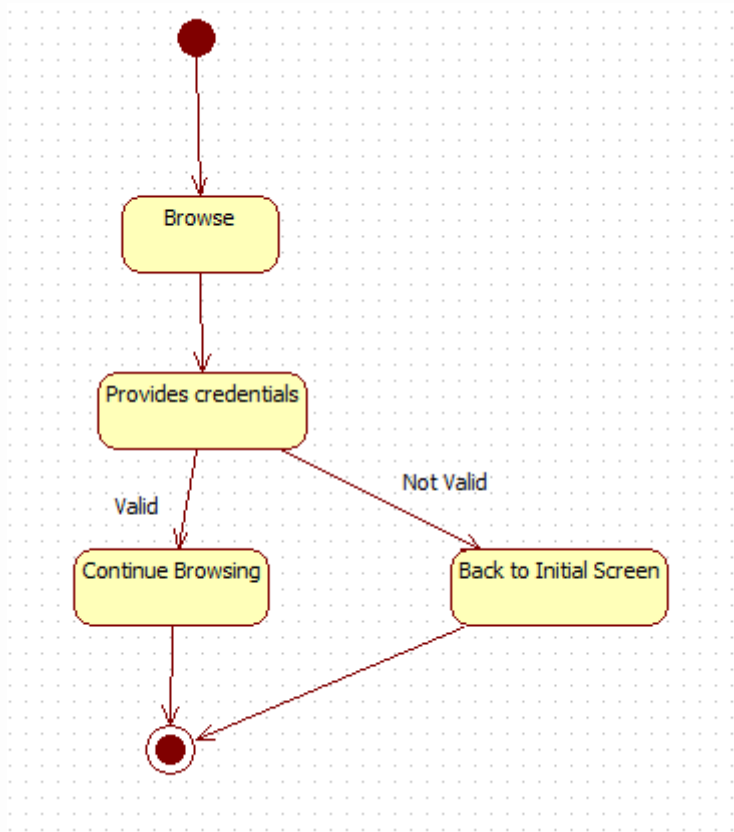 Browse
Provides credentials
Not Valid
Valid
Continue Browsing
Back to Initial Screen